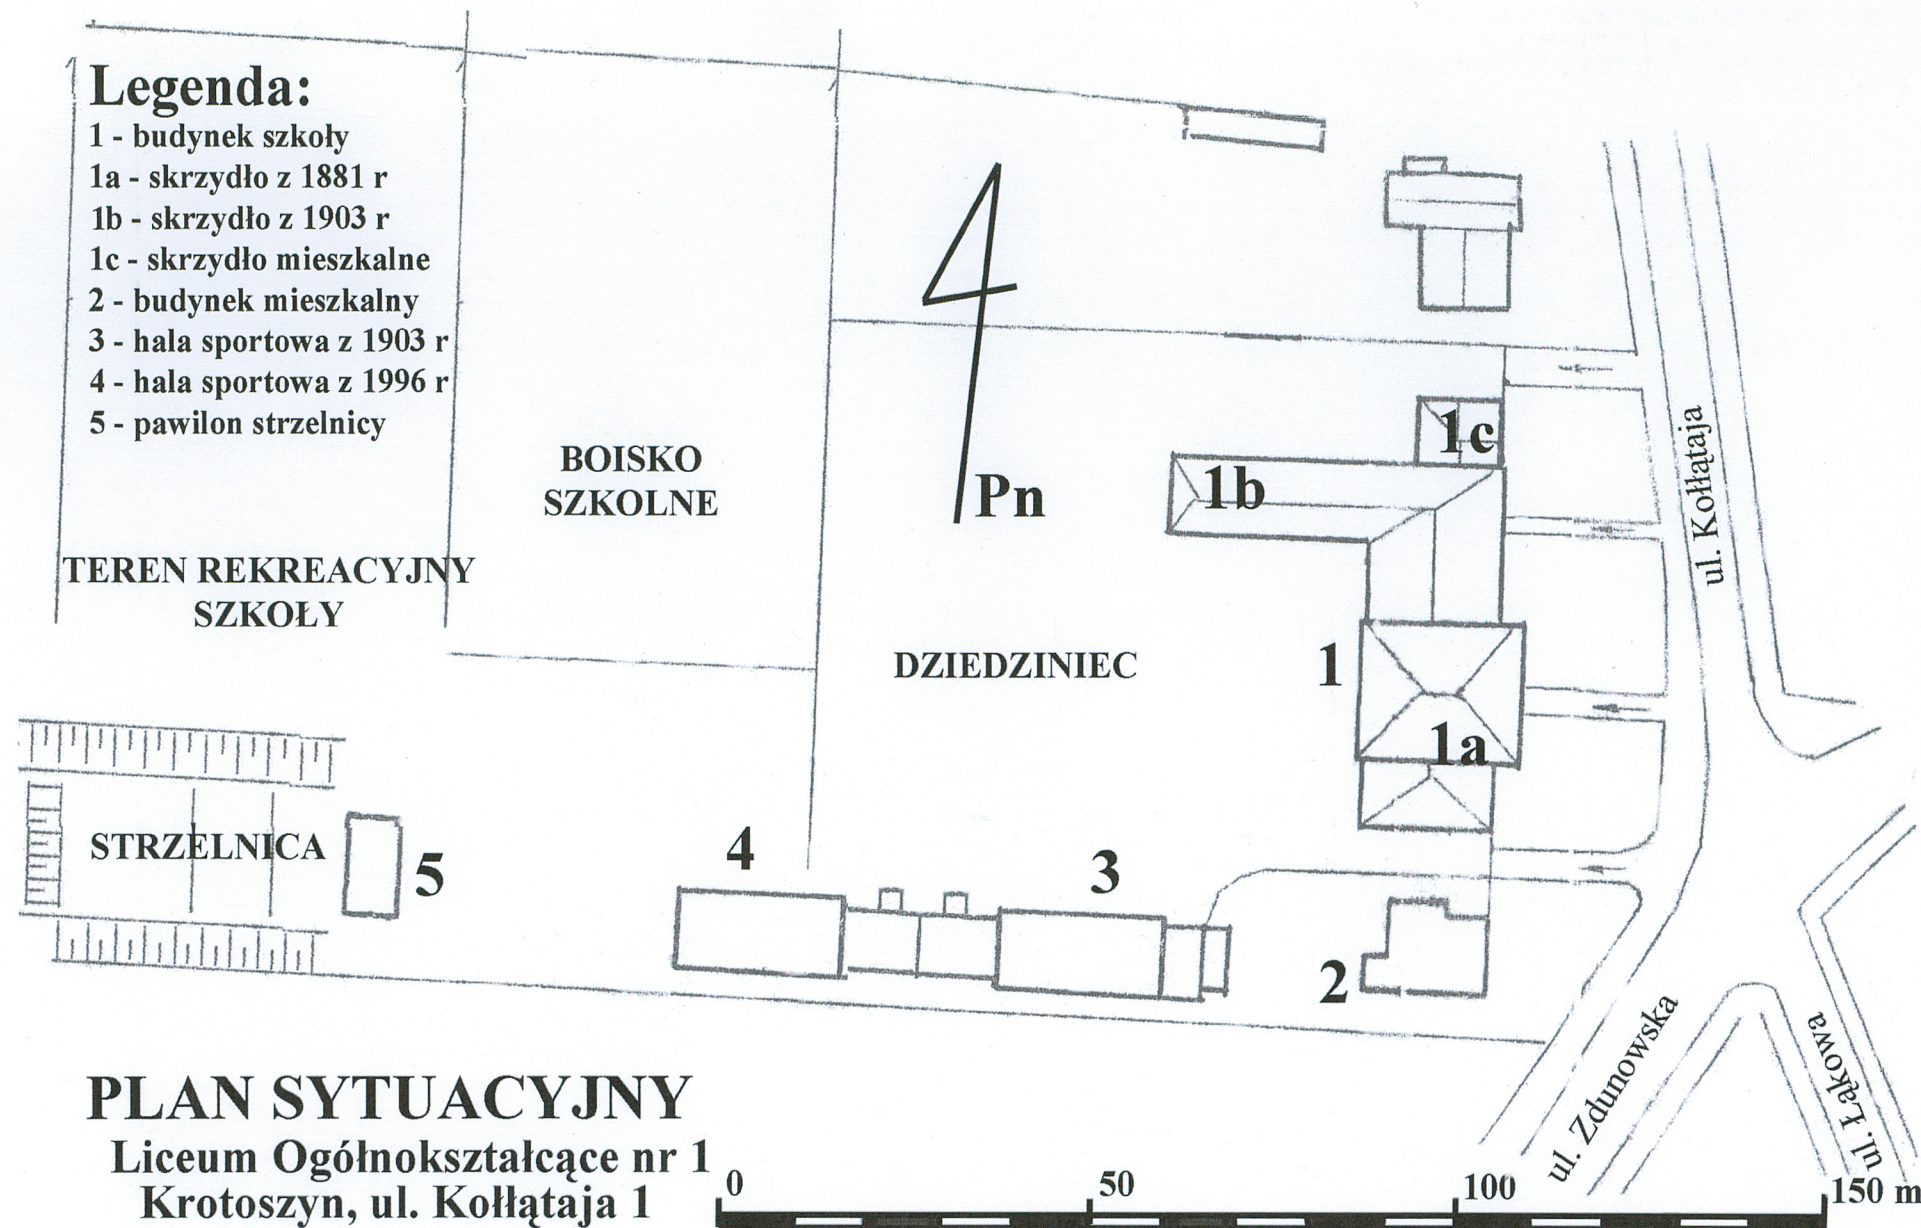 Legenda:
1 - budynek szkoły
1a - skrzydło z 1881 r
1b - skrzydło z 1903 r
1c - skrzydło mieszkalne
2 - budynek mieszkalny
3 - hala sportowa z 1903 r
4 - hala sportowa z 1996 r
5 - pawilon strzelnicy
BOISKO
SZKOLNE
TEREN REKREACYJNY
SZKOŁY
Pn
1c
1b
ul. Kołłątaja
DZIEDZINIEC
1
1a
STRZELNICA
5
4
3
2
ul. Zdunowska
ul. Łąkowa
PLAN SYTUACYJNY
Liceum Ogólnokształcące nr 1
Krotoszyn, ul. Kołłątaja 1
0
50
100
150 m